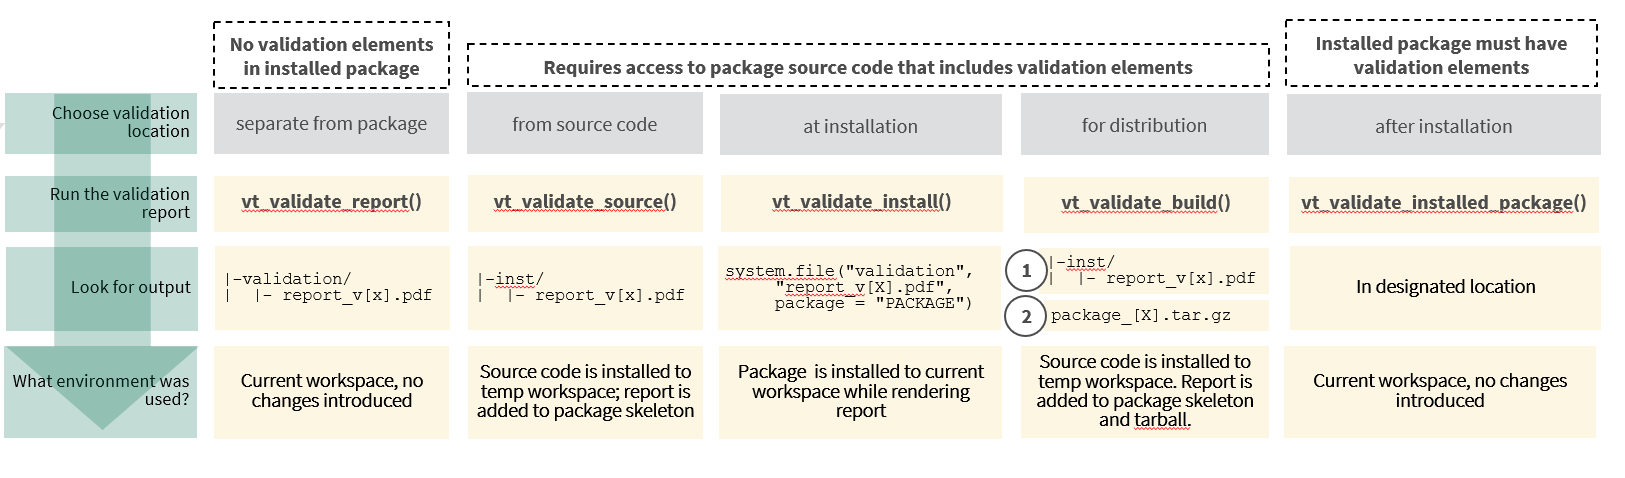 No validation elements
in installed package
Requires access to package source code that includes validation elements
Installed package must have
validation elements
Choose validation
location
separate from package
from source code
at installation
for distribution
after installation
Run the validation
report
vt_validate_report()
vt_validate_source()
vt_validate_install()
vt_validate_build()
vt_validate_installed_package()
Look for output
|-validation/
|  |- report_v[x].pdf
|-inst/
|  |- report_v[x].pdf
system.file("validation",
"report_v[X].pdf",
package = "PACKAGE")
1
|-inst/
|  |- report_v[x].pdf
2
package_[X].tar.gz
In designated location
What environment was
used?
Current workspace, no
changes introduced
Source code is installed to
temp workspace; report is
added to package skeleton
Package  is installed to current
workspace while rendering
report
Source code is installed to
temp workspace. Report is
added to package skeleton
and tarball.
Current workspace, no changes
introduced